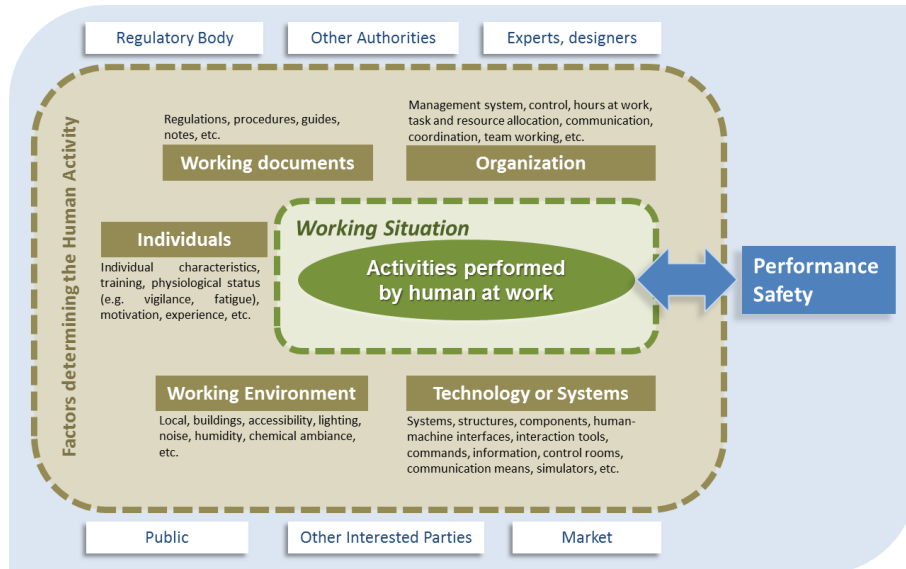 Regulatory Body
Other Authorities
Experts, designers
Factors determining the Human Activity
Regulations, procedures, guides,
notes, etc.
Working documents
Management system, control, hours at work,
task and resource allocation, communication,
coordination, team working, etc.
Organization
Individuals
Individual characteristics,
training, physiological status
(e.g. vigilance, fatigue),
motivation, experience, etc.
Working Situation
Activities performed
by human at work
Performance
Safety
Working Environment
Local, buildings, accessibility, lighting,
noise, humidity, chemical ambiance,
etc.
Technology or Systems
Systems, structures, components, human-
machine interfaces, interaction tools,
commands, information, control rooms,
communication means, simulators, etc.
Public
Other Interested Parties
Market